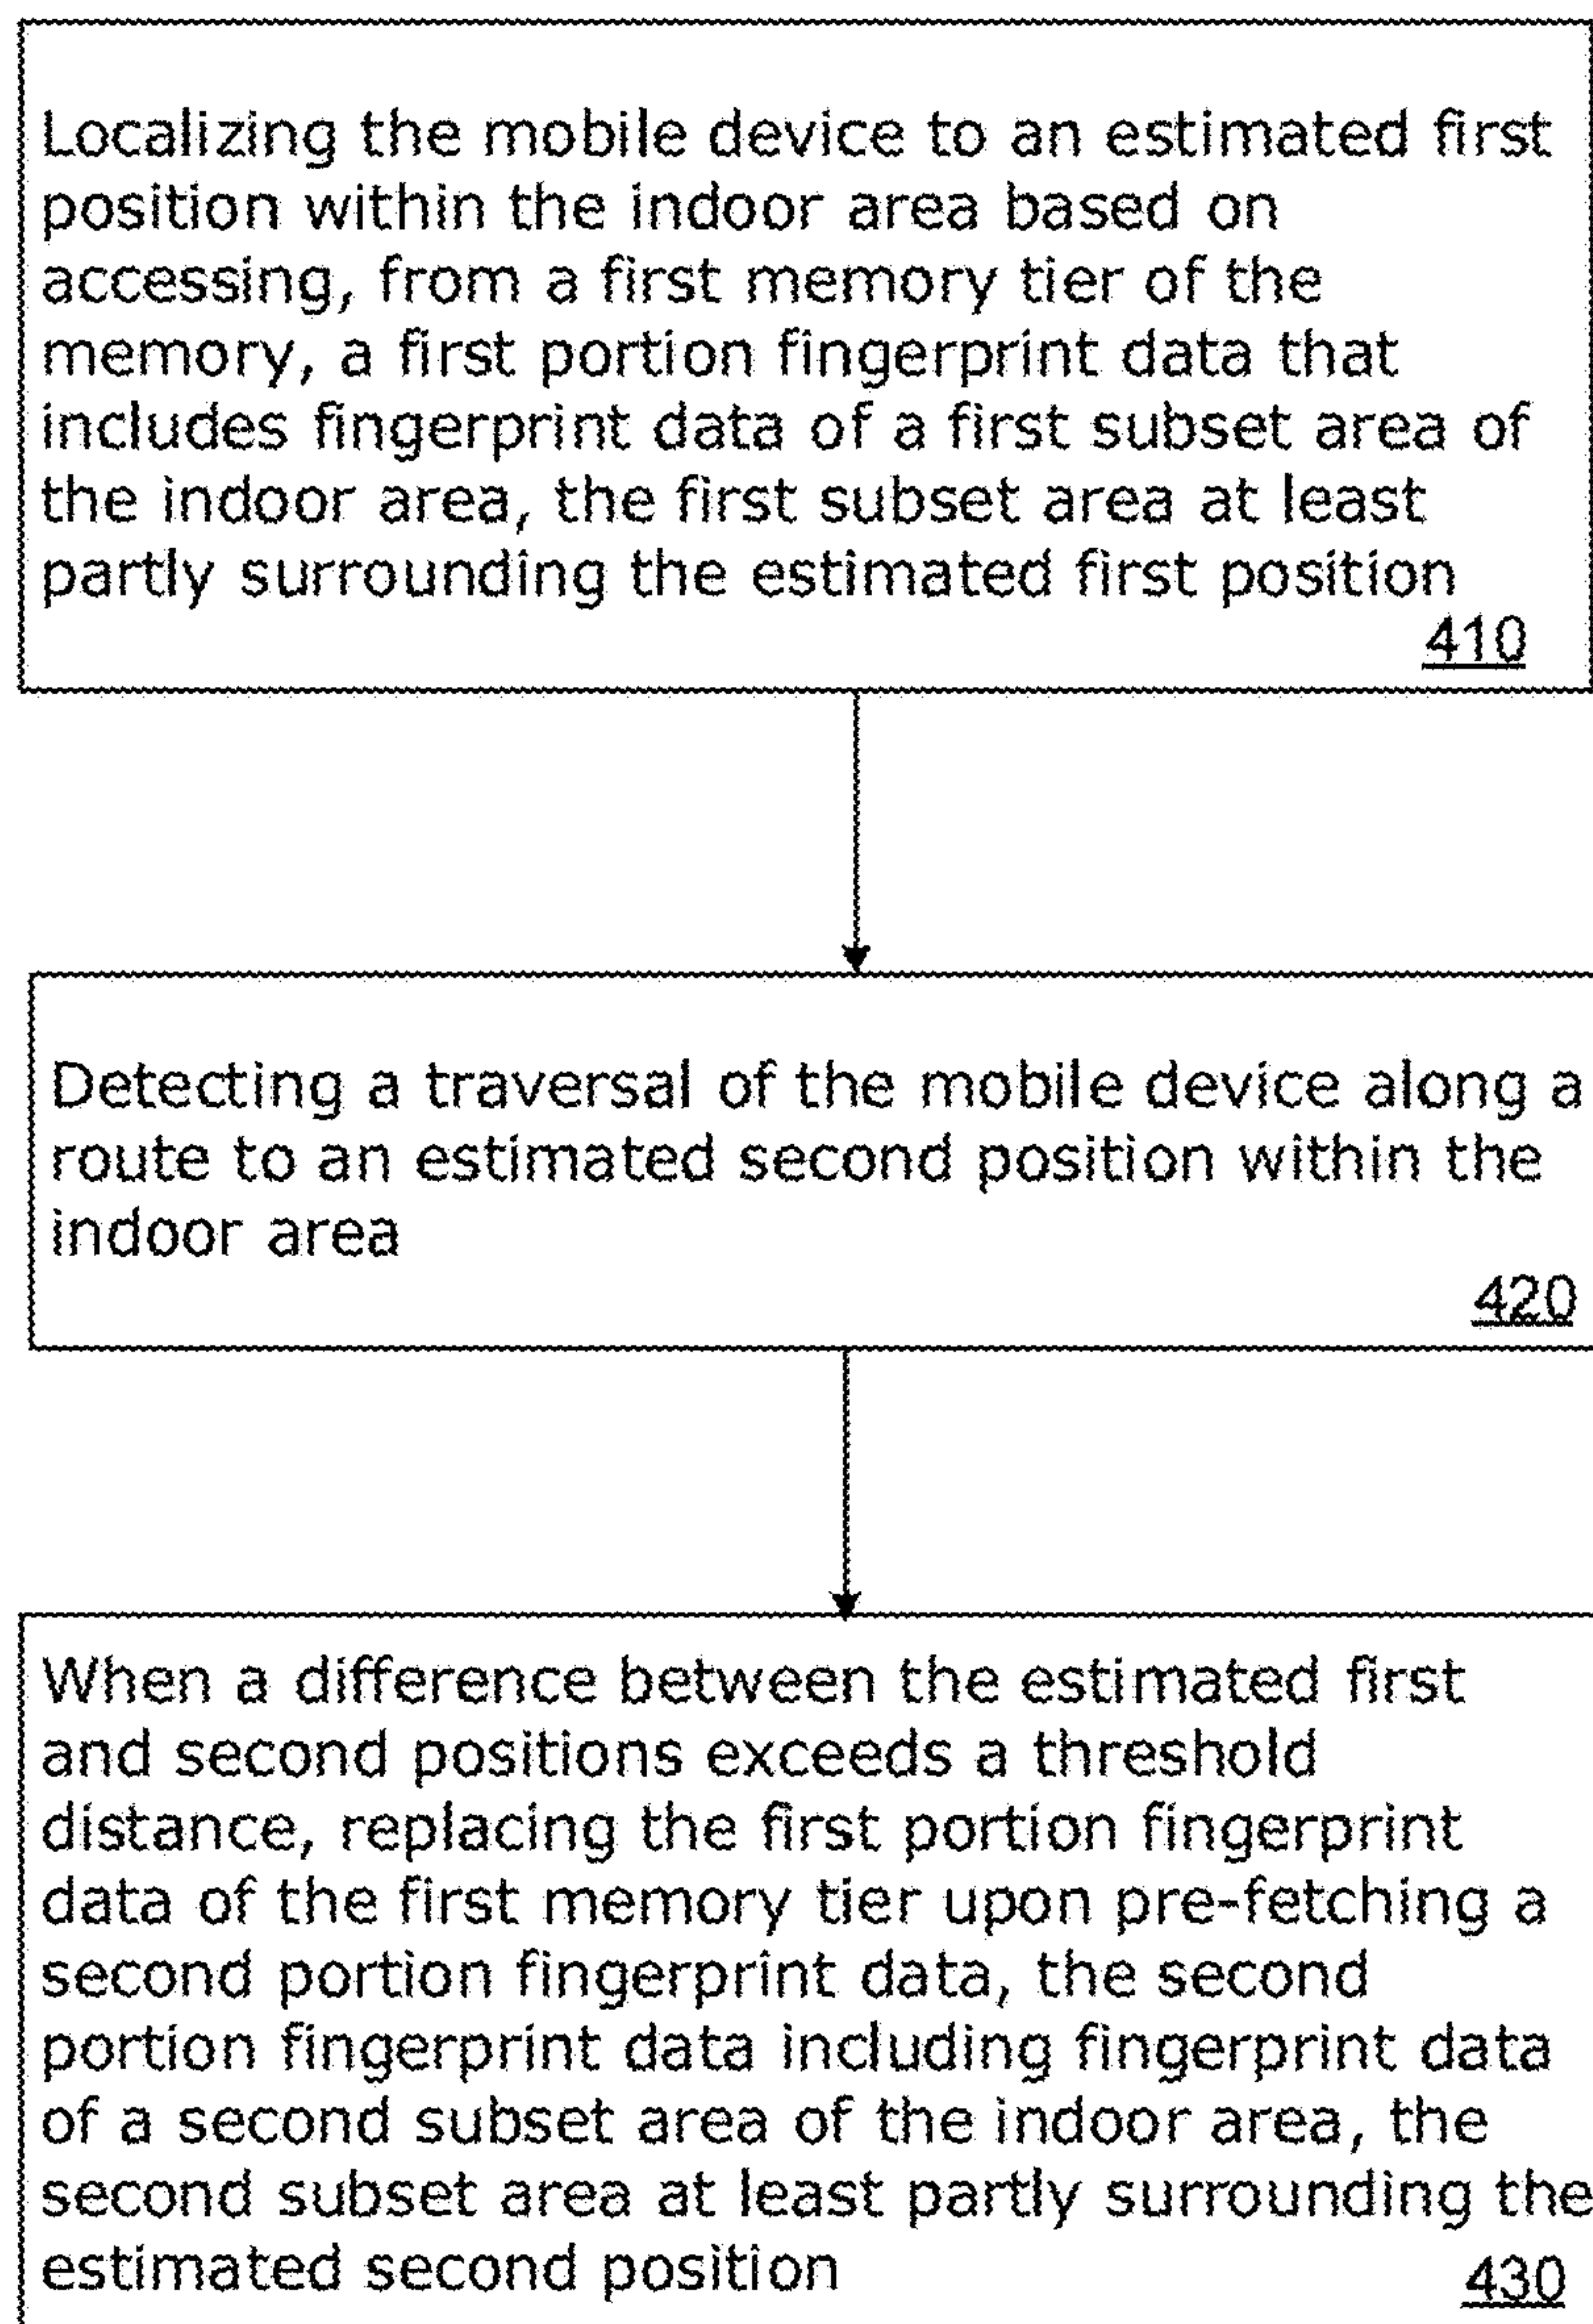 Localizing the mobile device to an estimated first
position within the indoor area based on
accessing, from a first memory tier of the
memory, a first portion fingerprint data that
includes fingerprint data of a first subset area of
the indoor area, the first subset area at least
partly surrounding the estimated first position
410
Detecting a traversal of the mobile device along a
route to an estimated second position within the
indoor area
420
When a difference between the estimated first
and second positions exceeds a threshold
distance, replacing the first portion fingerprint
data of the first memory tier upon pre-fetching a
second portion fingerprint data, the second
portion fingerprint data including fingerprint data
of a second subset area of the indoor area, the
second subset area at least partly surrounding the
estimated second position
430